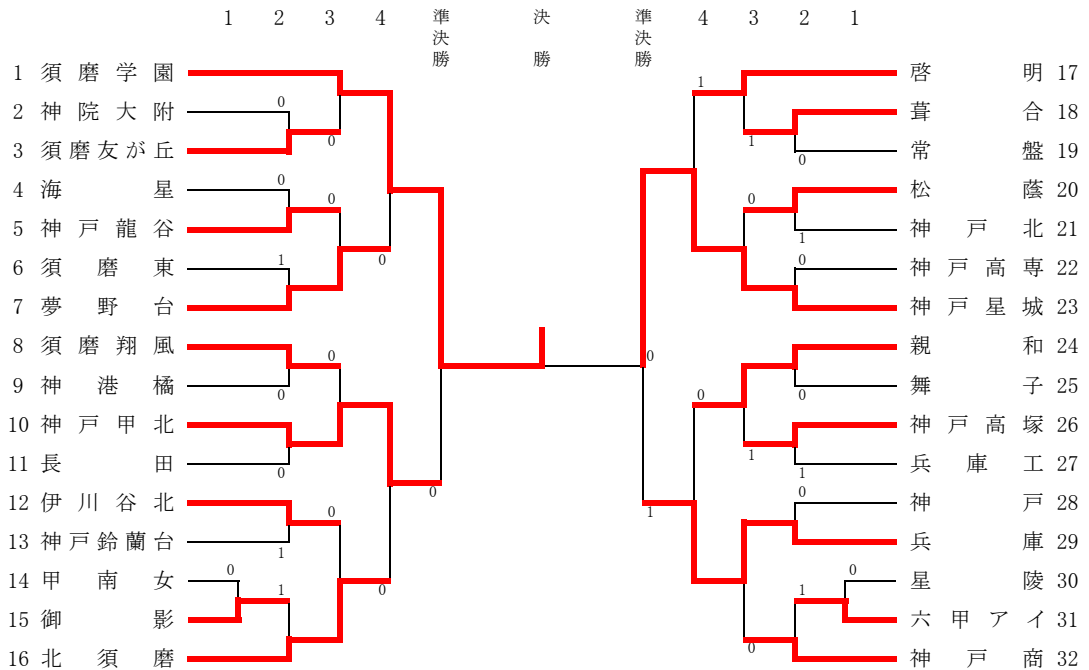 1 2 3 4 準決勝 決勝 準決勝 4 3 2 1
1 須磨学園
2 神院大附
3 須磨友が丘
4 海星
5 神戸龍谷
6 須磨東
7 夢野台
8 須磨翔風
9 神港橘
10 神戸甲北
11 長田
12 伊川谷北
13 神戸鈴蘭台
14 甲南女
15 御影
16 北須磨
0
0
0
0
1
0
0
0
0
0
1
0
1
0
0
0
0
1
1
0
0
1
0
0
0
0
1
1
0
0
1
0
1
啓明 17
葺合 18
常盤 19
松蔭 20
神戸北 21
神戸高専 22
神戸星城 23
親和 24
舞子 25
神戸高塚 26
兵庫工 27
神戸 28
兵庫 29
星陵 30
六甲アイ 31
神戸商 32